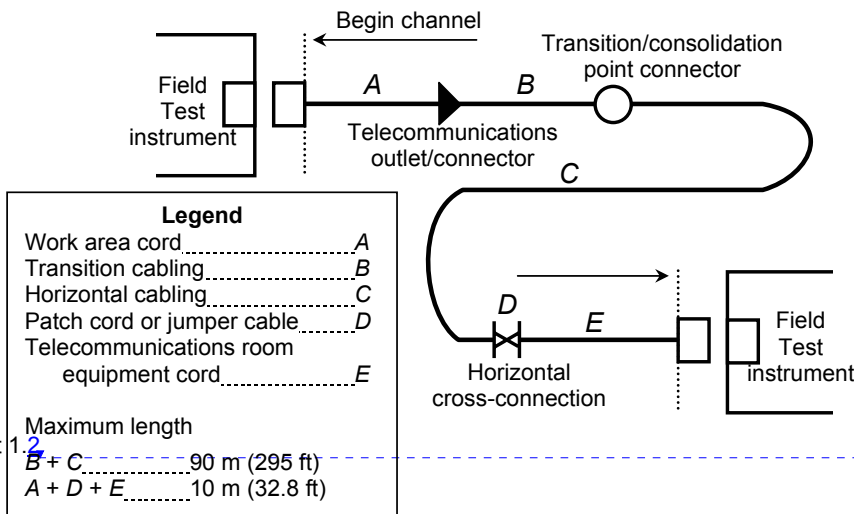 Begin channel
Field
Test
instrument
A
B
Transition/consolidation
point connector
Telecommunications
outlet/connector
C
Legend
Work area cord A
Transition cabling B
Horizontal cabling C
Patch cord or jumper cable D
Telecommunications room
equipment cord E
Maximum length
B + C 90 m (295 ft)
A + D + E 10 m (32.8 ft)
1.2
D
E
Horizontal
cross-connection
Field
Test
instrument